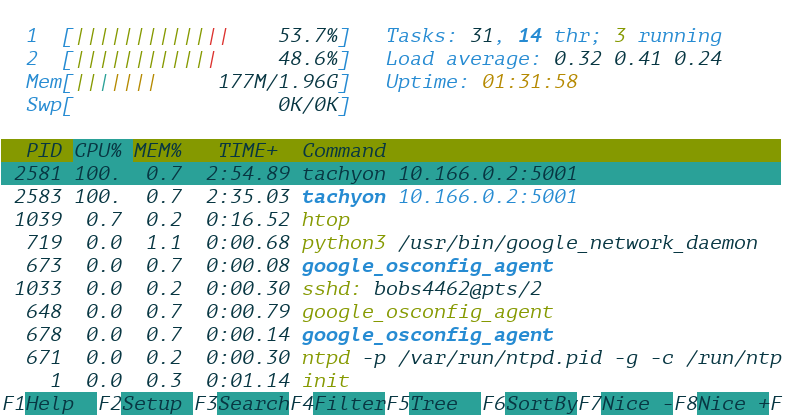 1 [||||||||||||| 53.7%] Tasks: 31, 14 thr; 3 running
2 [|||||||||||| 48.6%] Load average: 0.32 0.41 0.24
Mem[||||||| 177M/1.96G] Uptime: 01:31:58
Swp[ 0K/0K]
PID CPU% MEM% TIME+ Command
2581 100. 0.7 2:54.89 tachyon 10.166.0.2:5001
2583 100. 0.7 2:35.03 tachyon 10.166.0.2:5001
1039 0.7 0.2 0:16.52 htop
719 0.0 1.1 0:00.68 python3 /usr/bin/google_network_daemon
673 0.0 0.7 0:00.08 google_osconfig_agent
1033 0.0 0.2 0:00.30 sshd: bobs4462@pts/2
648 0.0 0.7 0:00.79 google_osconfig_agent
678 0.0 0.7 0:00.14 google_osconfig_agent
671 0.0 0.2 0:00.30 ntpd -p /var/run/ntpd.pid -g -c /run/ntp
1 0.0 0.3 0:01.14 init
F1Help F2Setup F3SearchF4FilterF5Tree F6SortByF7Nice -F8Nice +F